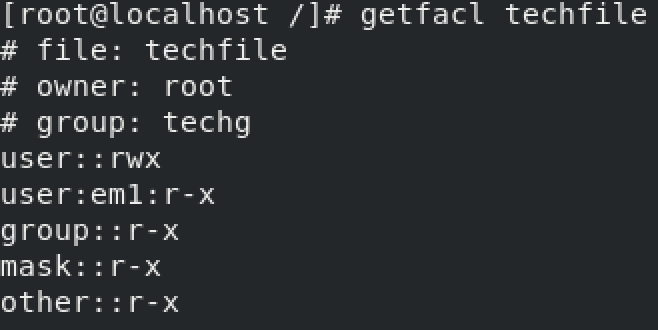 [root@localhost /]# getfacl techfile
# file: techfile
# owner: root
# group: techg
user::rwx
user:em1:r-x
group::r-x
mask::r-x
other::r-x